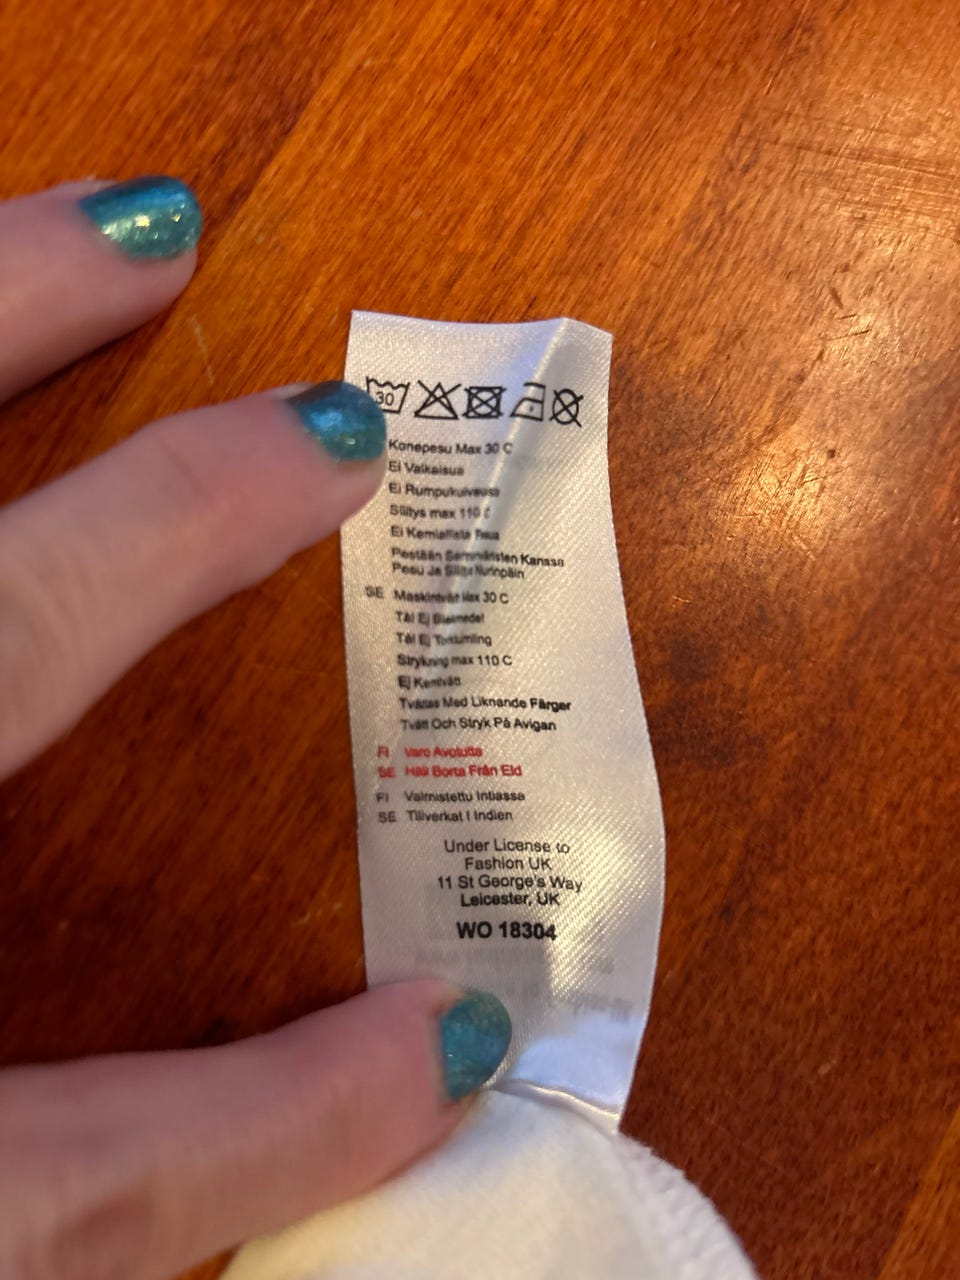 30
Konepesu Max 30 C
Ei Valkaisua
Ei Rumpukuivausa
Silitys max 110 C
Ei Kemiallista Pesua
Pestään Samanväristen Kanssa
Pesu Ja Silitys Nurinpäin
SE Maskintvätt Max 30 C
Tål Ej Blekmedel
Tål Ej Torktumling
Strykning max 110 C
Ej Kemtvätt
Tvättas Med Liknande Färger
Tvätt Och Stryk På Avigan
FI Varo Avotulta
SE Håll Borta Från Eld
FI Valmistettu Intiassa
SE Tillverkat I Indien
Under License to
Fashion UK
11 St George's Way
Leicester, UK
WO 18304